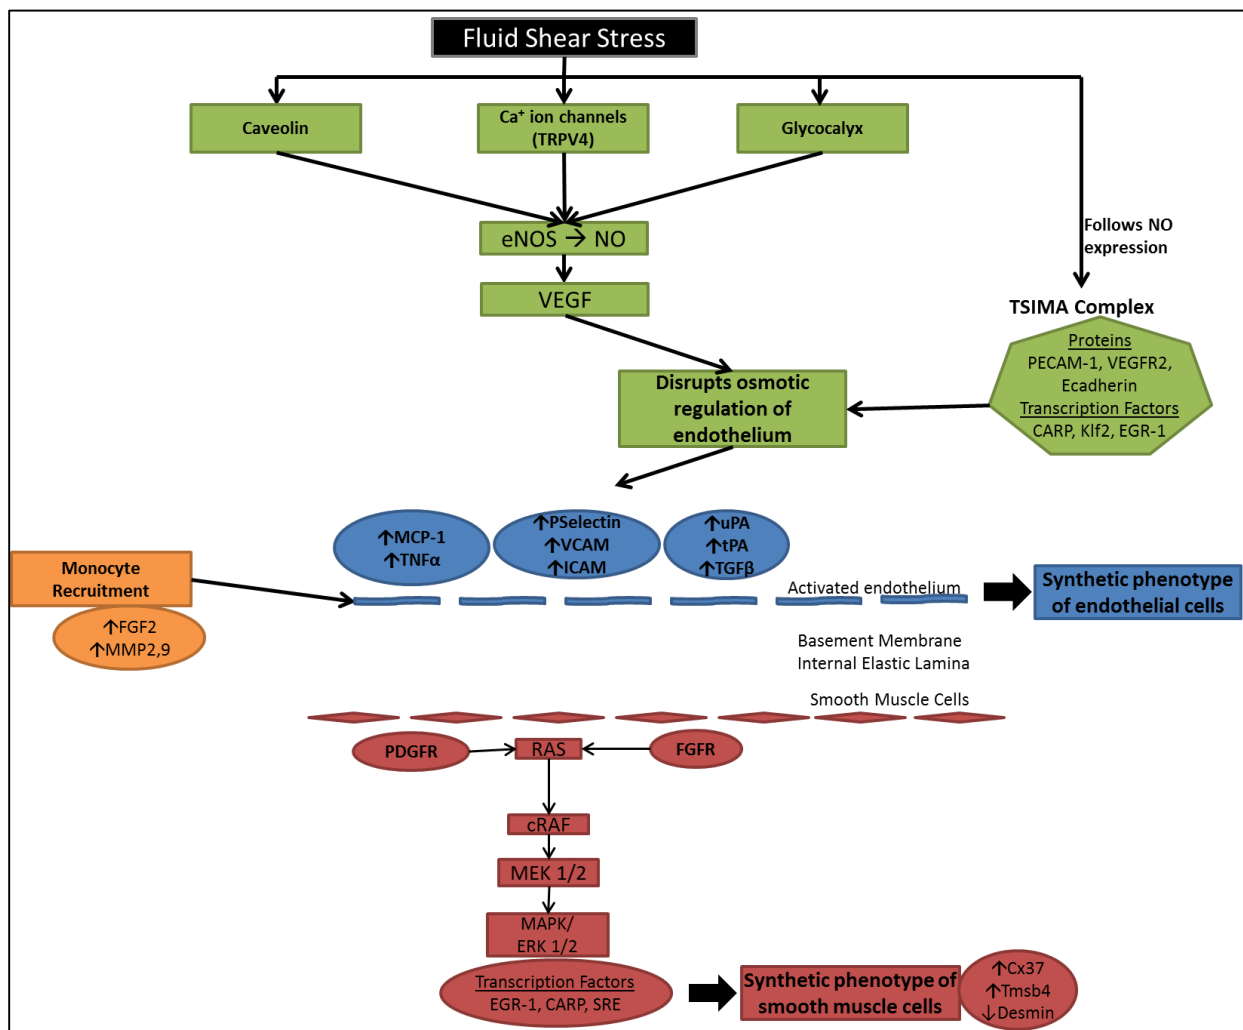 Fluid Shear Stress
Caveolin
Ca⁺ ion channels
(TRPV4)
Glycocalyx
eNOS → NO
Follows NO
expression
VEGF
TSIMA Complex
Proteins
PECAM-1, VEGFR2,
Ecadherin
Transcription Factors
CARP, Klf2, EGR-1
Disrupts osmotic
regulation of
endothelium
↑MCP-1
↑TNFα
↑PSelectin
↑VCAM
↑ICAM
↑uPA
↑tPA
↑TGFβ
Monocyte
Recruitment
↑FGF2
↑MMP2,9
Activated endothelium
Synthetic phenotype
of endothelial cells
Basement Membrane
Internal Elastic Lamina
Smooth Muscle Cells
PDGFR
RAS
FGFR
cRAF
MEK 1/2
MAPK/
ERK 1/2
Transcription Factors
EGR-1, CARP, SRE
Synthetic phenotype of
smooth muscle cells
↑Cx37
↑Tmsb4
↓Desmin